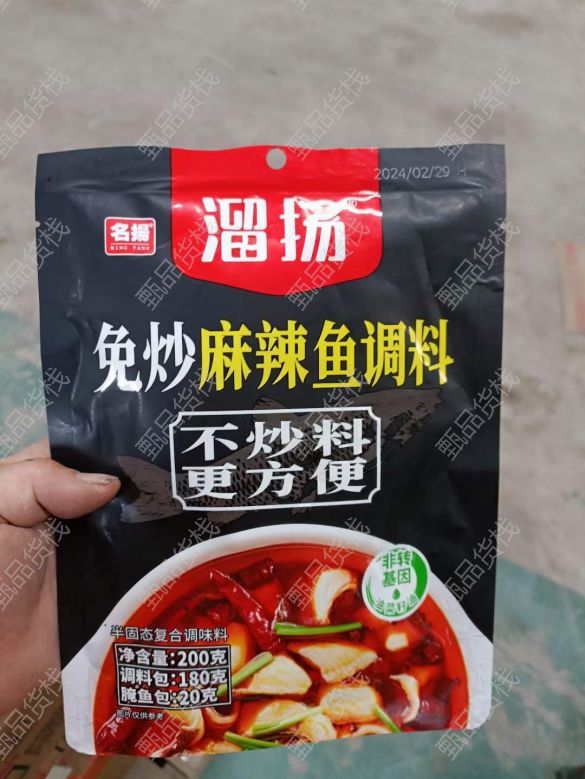 2024/02/29 H
名揚
MING YANG
溜扬
免炒麻辣鱼调料
不炒料
更方便
非转
基因
半固态复合调味料
净含量:200克
调料包:180克
腌鱼包:20克
图片仅供参考
甄品货栈